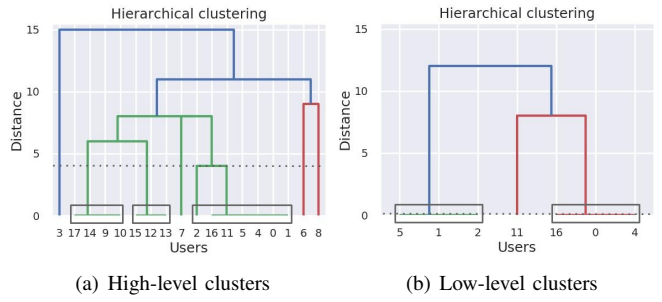 Hierarchical clustering
15
10
5
0
Distance
3 17 14 9 10 15 12 13 7 2 16 11 5 4 0 1 6 8
Users
(a) High-level clusters
Hierarchical clustering
15
10
5
0
Distance
5 1 2 11 16 0 4
Users
(b) Low-level clusters